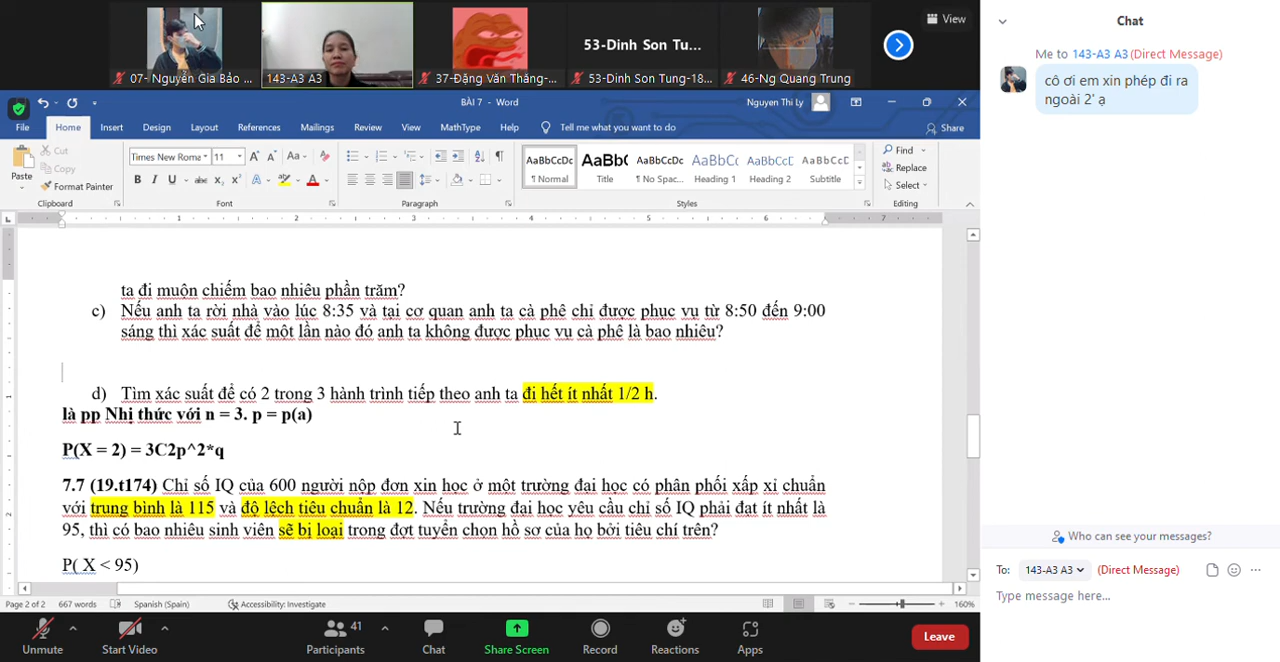 View
Chat
07- Nguyễn Gia Bảo ...
143-A3 A3
37-Đặng Văn Thăng-...
53-Dinh Son Tu...
53-Dinh Son Tung-18...
46-Ng Quang Trung
Me to 143-A3 A3 (Direct Message)
cô ơi em xin phép đi ra
ngoài 2' ạ
BÀI 7 - Word
Nguyen Thi Ly
File Home Insert Design Layout References Mailings Review View MathType Help Tell me what you want to do
Share
Paste
Cut
Copy
Format Painter
Times New Roma 11
Aa
B I U abc X₂ X² A A
AaBbCcDc AaBbC AaBbCcDc AaBbCcI AaBbCcE AaBbCcD
¶ Normal Title ¶ No Spac... Heading 1 Heading 2 Subtitle
Find
Replace
Select
Clipboard Font Paragraph Styles Editing
1 2 3 4 5 6 7
ta đi muộn chiếm bao nhiêu phần trăm?
c) Nếu anh ta rời nhà vào lúc 8:35 và tại cơ quan anh ta cà phê chỉ được phục vụ từ 8:50 đến 9:00
sáng thì xác suất để một lần nào đó anh ta không được phục vụ cà phê là bao nhiêu?
d) Tìm xác suất để có 2 trong 3 hành trình tiếp theo anh ta đi hết ít nhất 1/2 h.
là pp Nhị thức với n = 3. p = p(a)
P(X = 2) = 3C2p^2*q
7.7 (19.t174) Chỉ số IQ của 600 người nộp đơn xin học ở một trường đại học có phân phối xấp xỉ chuẩn
với trung bình là 115 và độ lệch tiêu chuẩn là 12. Nếu trường đại học yêu cầu chỉ số IQ phải đạt ít nhất là
95, thì có bao nhiêu sinh viên sẽ bị loại trong đợt tuyển chọn hồ sơ của họ bởi tiêu chí trên?
P( X < 95)
Page 2 of 2 667 words Spanish (Spain) Accessibility: Investigate 160%
Who can see your messages?
To: 143-A3 A3 (Direct Message)
Type message here...
Unmute
Start Video
41
Participants
Chat
Share Screen
Record
Reactions
Apps
Leave